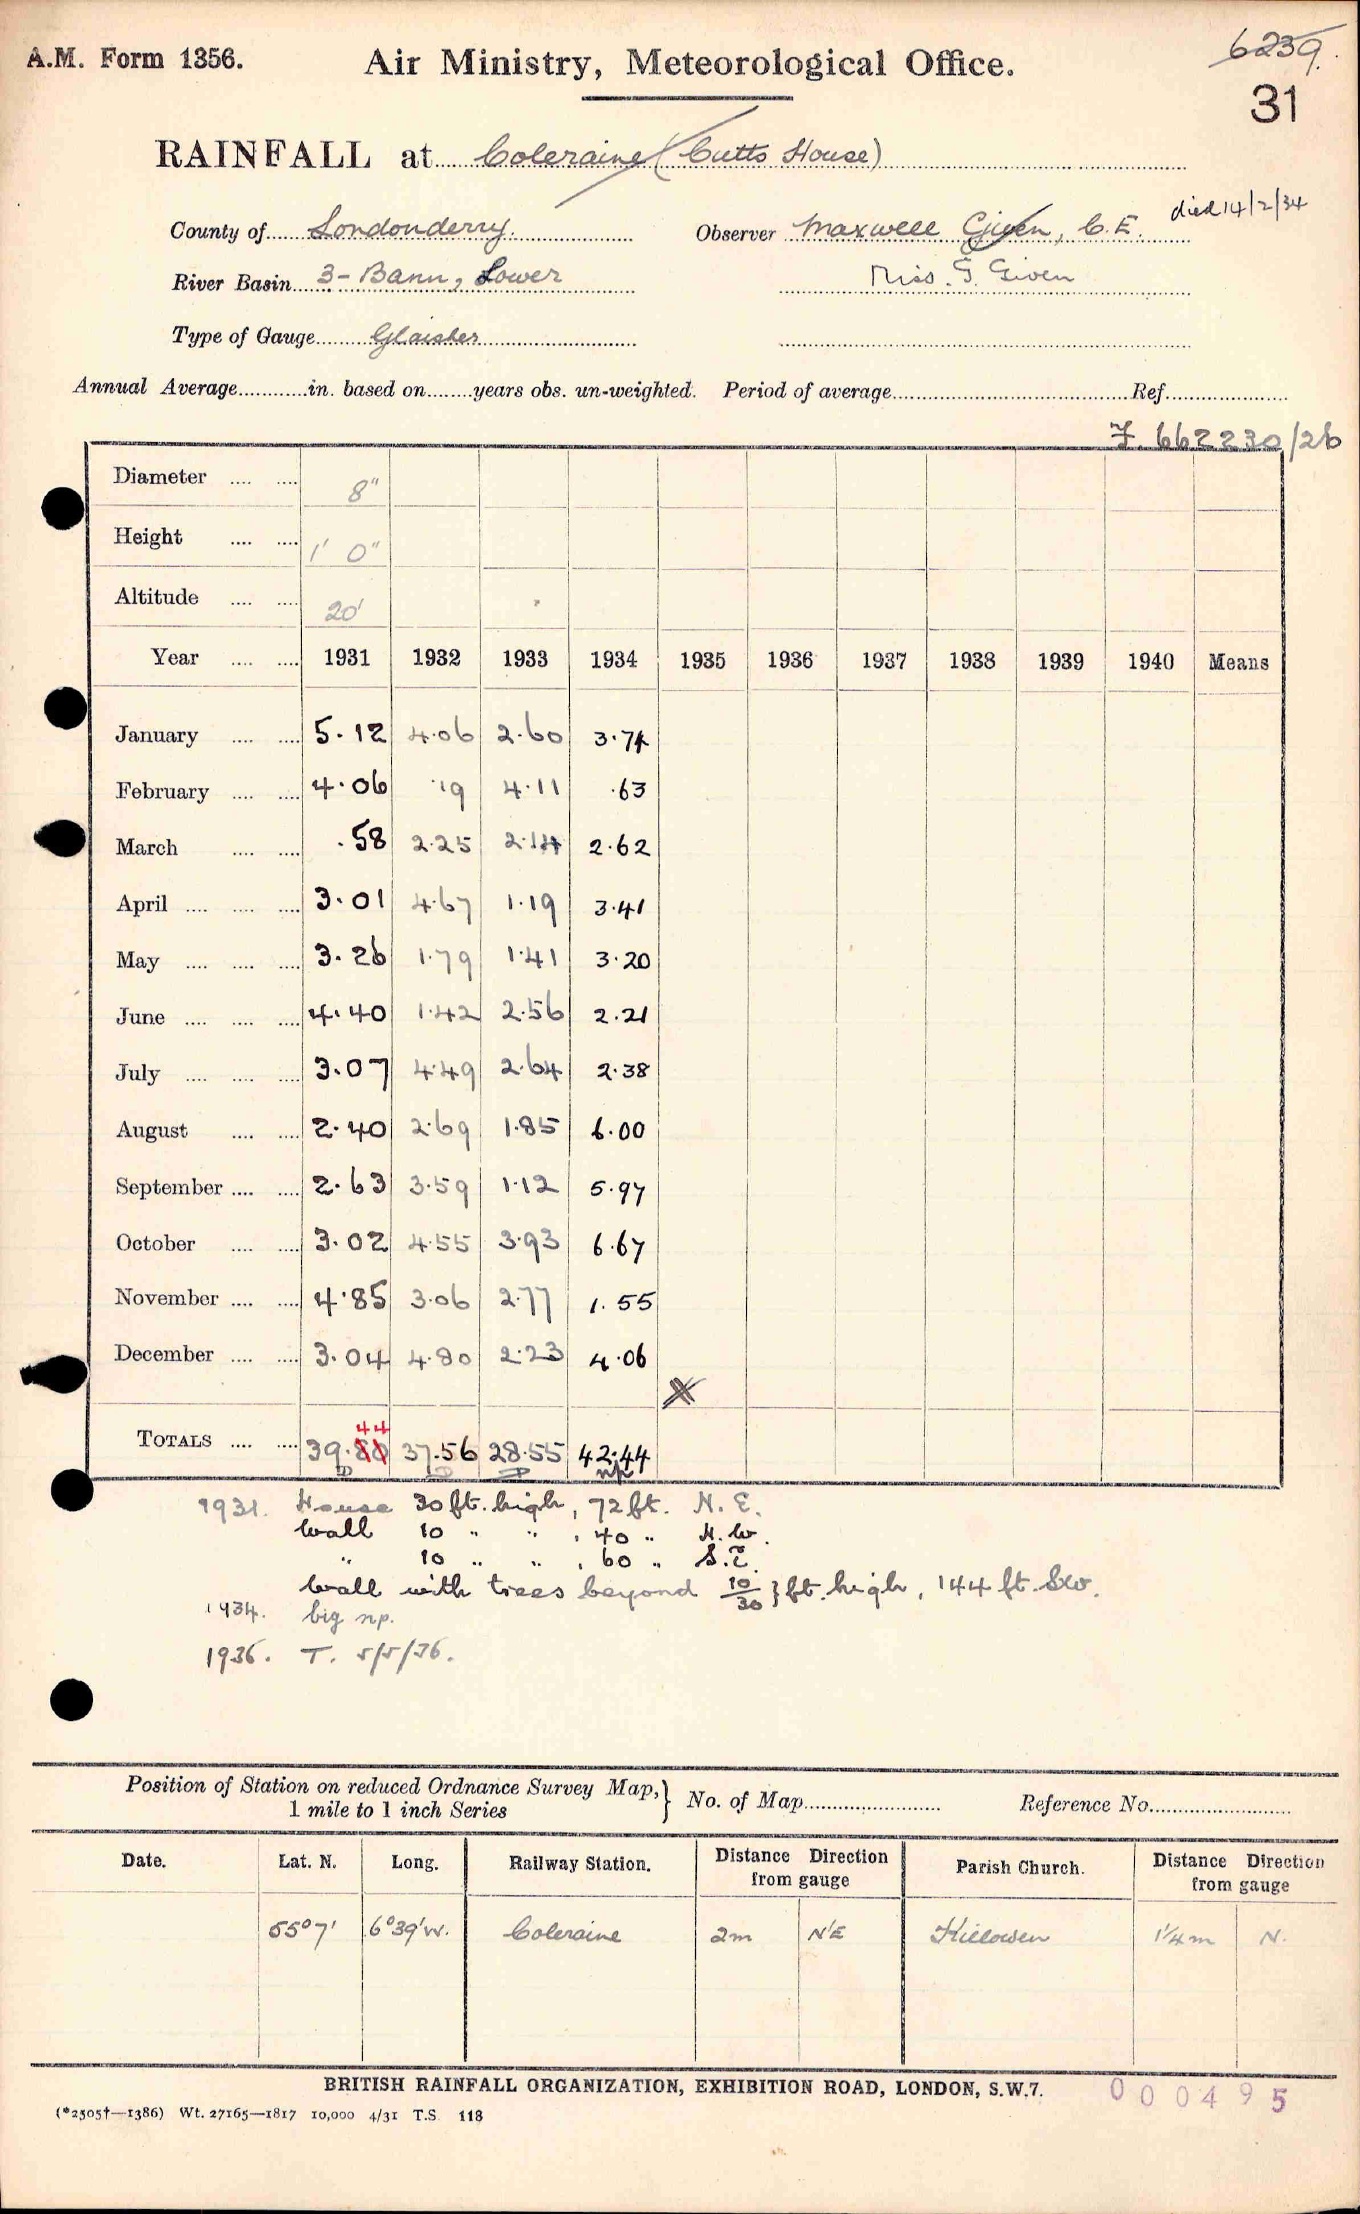 A.M. Form 1356.
Air Ministry, Meteorological Office.
6239.
31
RAINFALL at Coleraine (Cutts House)
County of Londonderry. Observer Maxwell Given, C.E. died 14/2/34
River Basin 3- Bann, Lower Miss. G. Given
Type of Gauge Glaisher
Annual Average in. based on years obs. un-weighted. Period of average Ref.
F. 662230/26
Diameter 8"
Height 1' 0"
Altitude 20'
Year 1931 1932 1933 1934 1935 1936 1937 1938 1939 1940 Means
January 5.12 4.06 2.60 3.74
February 4.06 .19 4.11 .63
March .58 2.25 2.14 2.62
April 3.01 4.67 1.19 3.41
May 3.26 1.79 1.41 3.20
June 4.40 1.42 2.56 2.21
July 3.07 4.49 2.64 2.38
August 2.40 2.69 1.85 6.00
September 2.63 3.59 1.12 5.97
October 3.02 4.55 3.93 6.67
November 4.85 3.06 2.77 1.55
December 3.04 4.80 2.23 4.06
X
44
TOTALS 39. 37.56 28.55 42.44
np
1931. House 30 ft. high, 72 ft. N.E.
Wall 10 " " , 40 " N.W.
" 10 " " , 60 " S.E.
Wall with trees beyond 10/30 } ft. high, 144 ft. SW.
1934. big np.
1936. T. 5/5/36.
Position of Station on reduced Ordnance Survey Map, } No. of Map Reference No.
1 mile to 1 inch Series
Date. Lat. N. Long. Railway Station. Distance Direction from gauge Parish Church. Distance Direction from gauge
55°7' 6°39'W. Coleraine 2m N'E Killowen 1¼m N.
BRITISH RAINFALL ORGANIZATION, EXHIBITION ROAD, LONDON, S.W.7.
000495
(*2505†—1386) Wt. 27165—1817 10,000 4/31 T.S. 118